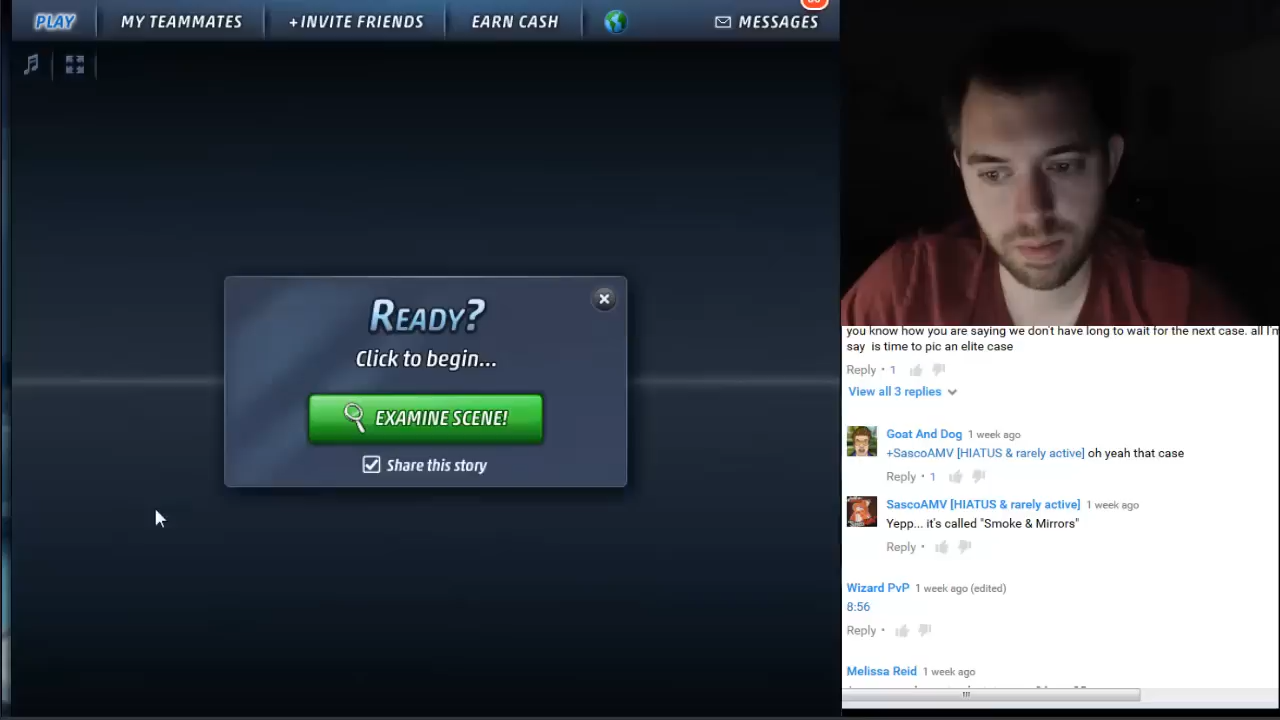 PLAY
MY TEAMMATES
+INVITE FRIENDS
EARN CASH
MESSAGES
READY?
Click to begin...
EXAMINE SCENE!
Share this story
you know how you are saying we don't have long to wait for the next case. all I'm
say is time to pic an elite case
Reply • 1
View all 3 replies
Goat And Dog 1 week ago
+SascoAMV [HIATUS & rarely active] oh yeah that case
Reply • 1
SascoAMV [HIATUS & rarely active] 1 week ago
Yepp... it's called "Smoke & Mirrors"
Reply •
Wizard PvP 1 week ago (edited)
8:56
Reply •
Melissa Reid 1 week ago